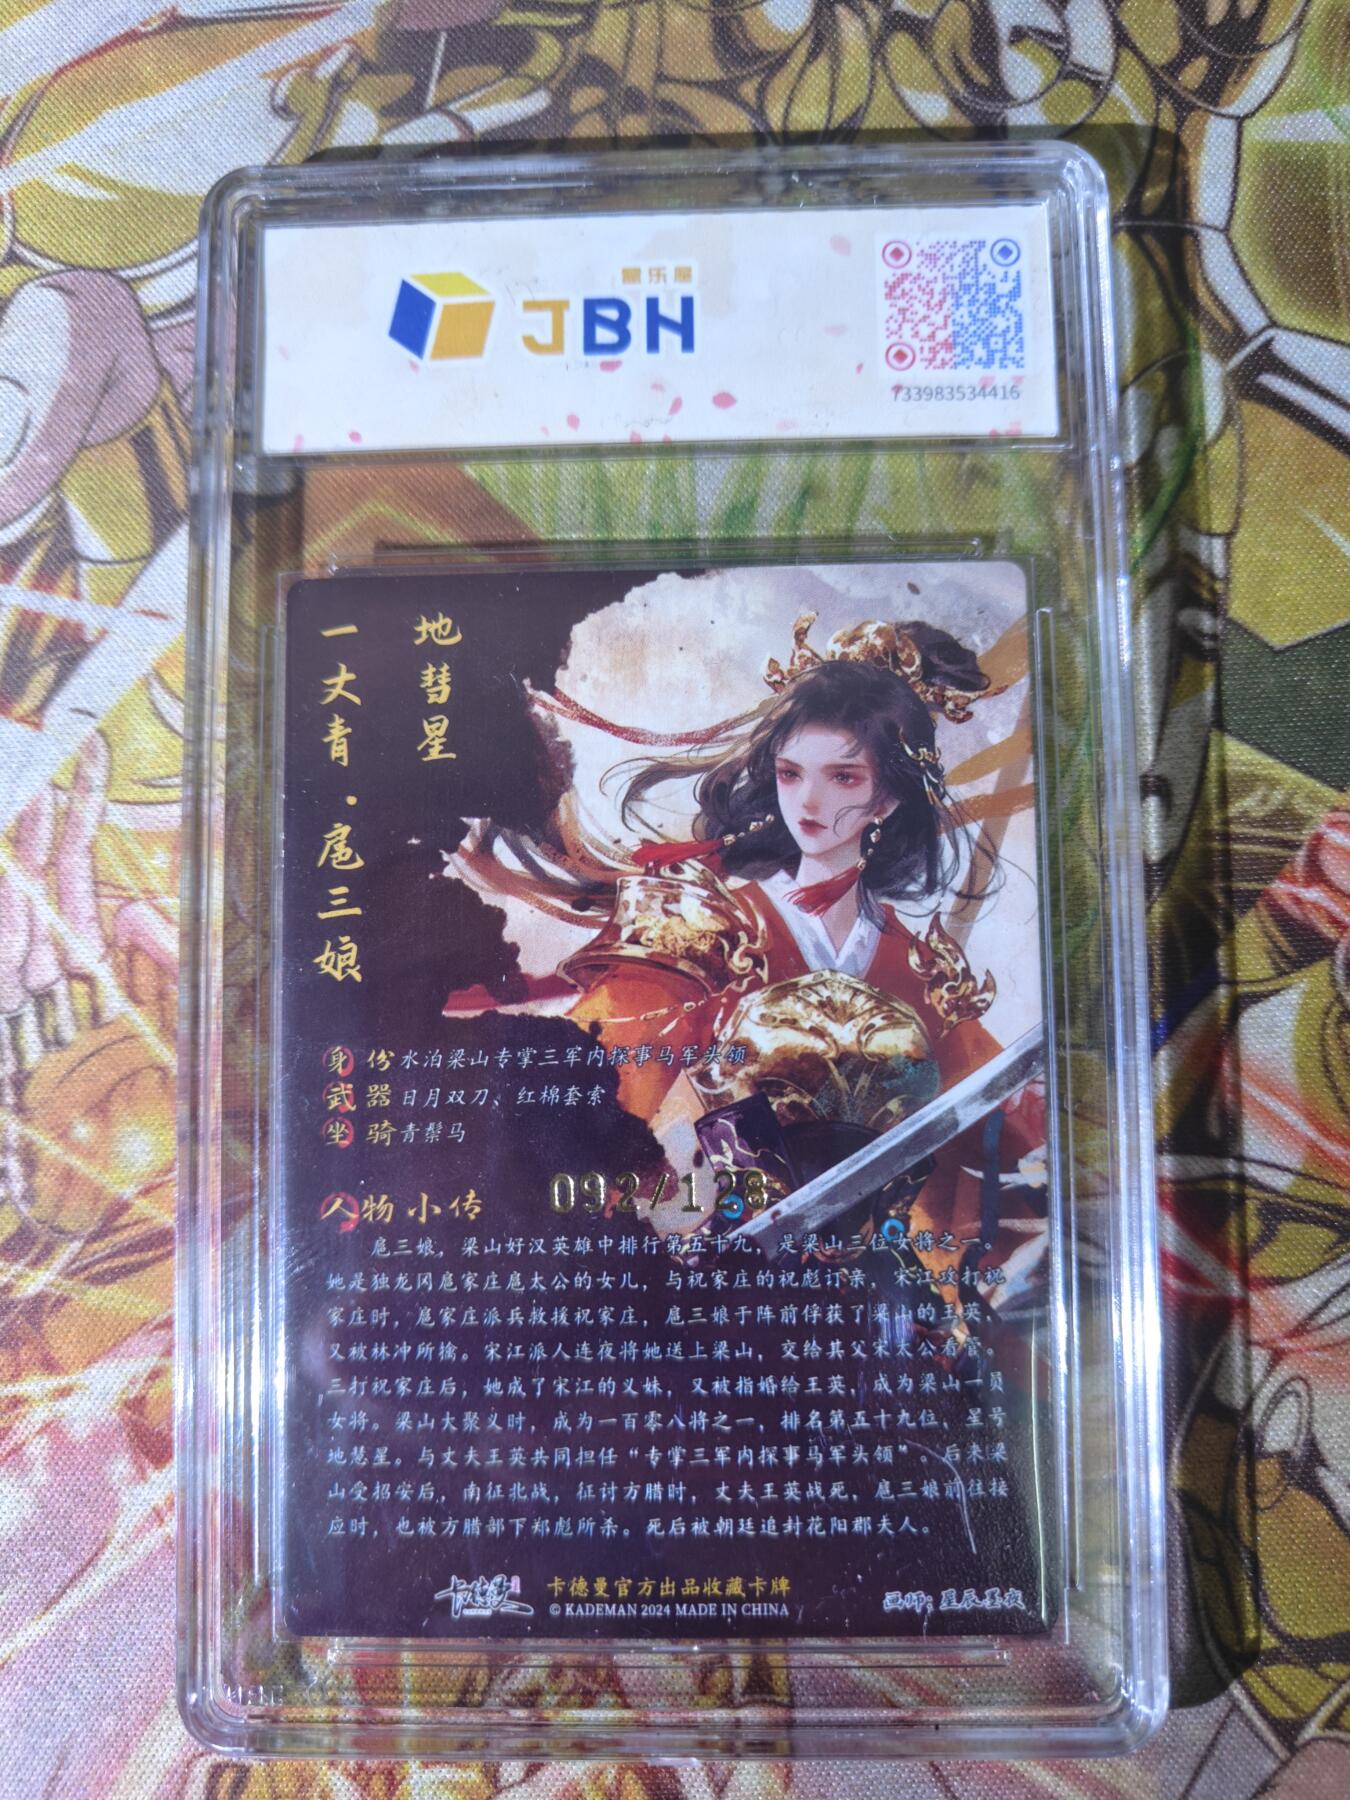 集乐屋
JBH
733983534416
地彗星
一丈青·扈三娘
身份 水泊梁山专掌三军内探事马军头领
武器 日月双刀、红棉套索
坐骑 青鬃马
092/128
人物小传
扈三娘，梁山好汉英雄中排行第五十九，是梁山三位女将之一。
她是独龙冈扈家庄扈太公的女儿，与祝家庄的祝彪订亲，宋江攻打祝
家庄时，扈家庄派兵救援祝家庄，扈三娘于阵前俘获了梁山的王英，
又被林冲所擒。宋江派人连夜将她送上梁山，交给其父宋太公看管。
三打祝家庄后，她成了宋江的义妹，又被指婚给王英，成为梁山一员
女将。梁山大聚义时，成为一百零八将之一，排名第五十九位，星号
地慧星。与丈夫王英共同担任“专掌三军内探事马军头领”。后来梁
山受招安后，南征北战，征讨方腊时，丈夫王英战死，扈三娘前往接
应时，也被方腊部下郑彪所杀。死后被朝廷追封花阳郡夫人。
卡德曼
卡德曼官方出品收藏卡牌
© KADEMAN 2024 MADE IN CHINA
画师：星辰墨夜